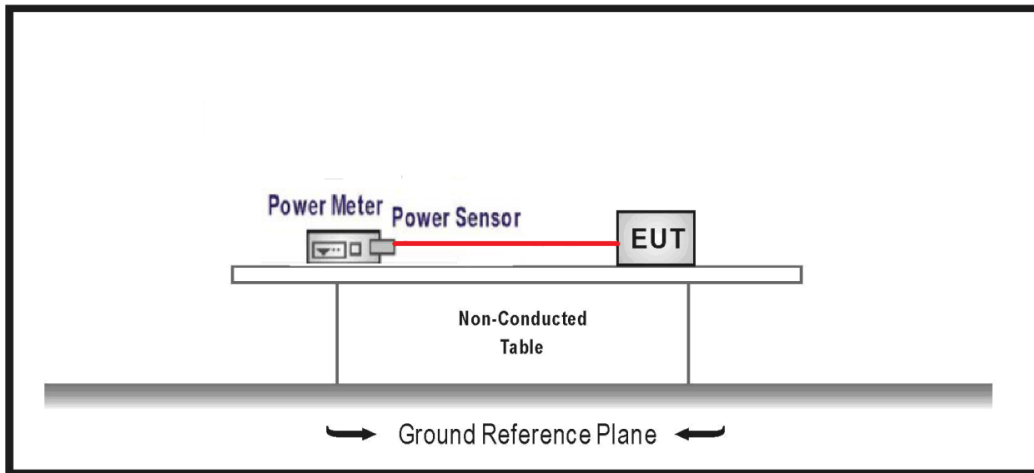 Power Meter
Power Sensor
EUT
Non-Conducted
Table
Ground Reference Plane